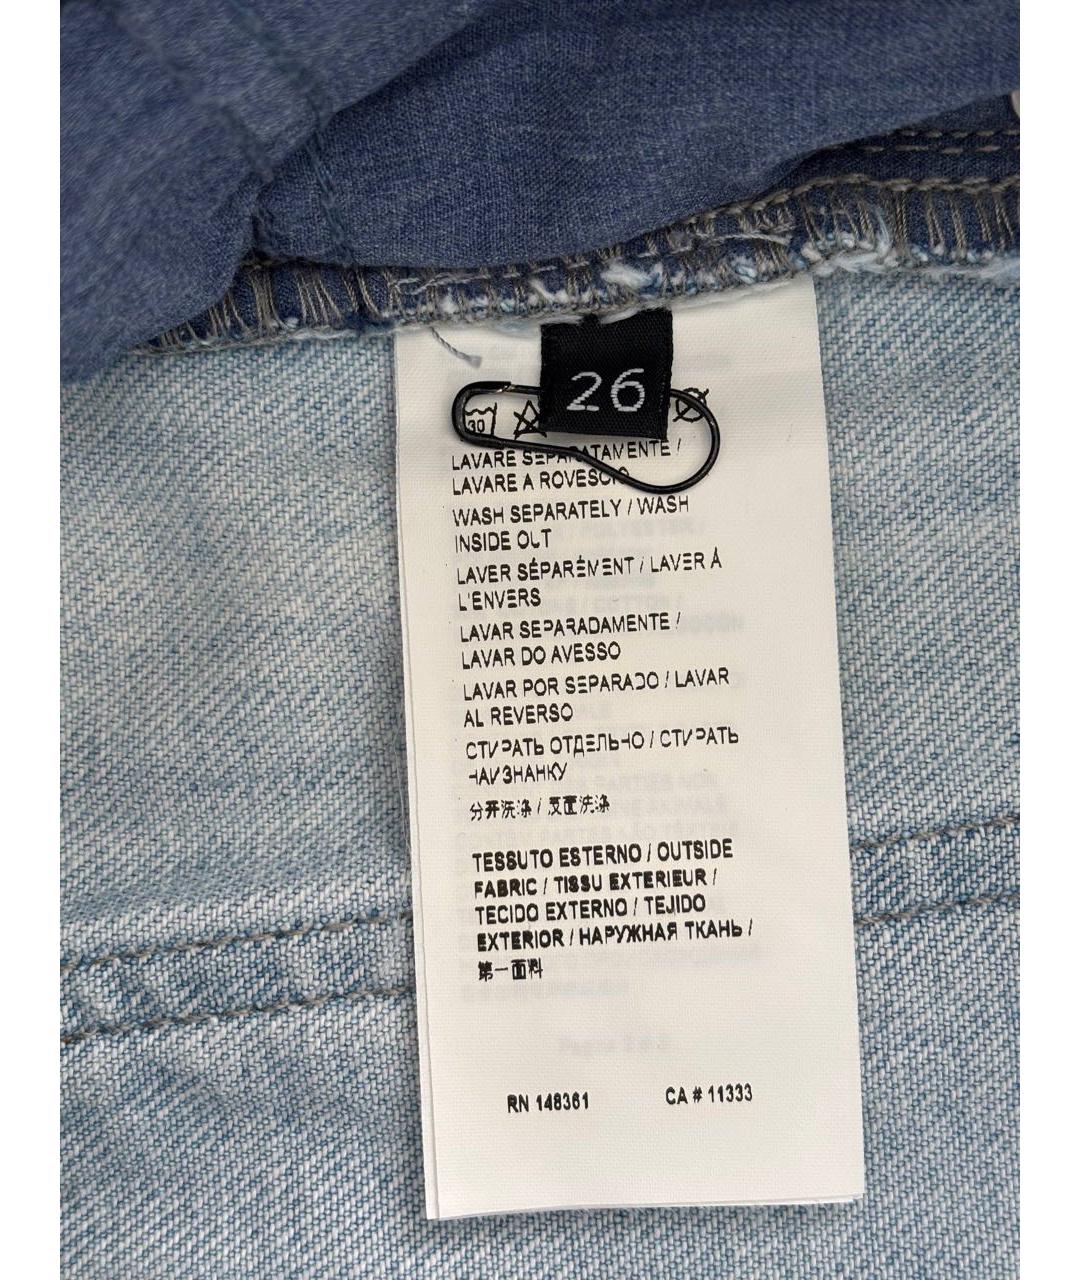 26
30
LAVARE SEPARATAMENTE /
LAVARE A ROVESCIO
WASH SEPARATELY / WASH
INSIDE OUT
LAVER SÉPARÉMENT / LAVER À
L'ENVERS
LAVAR SEPARADAMENTE /
LAVAR DO AVESSO
LAVAR POR SEPARADO / LAVAR
AL REVERSO
СТИРАТЬ ОТДЕЛЬНО / СТИРАТЬ
НАИЗНАНКУ
分开洗涤 / 反面洗涤
TESSUTO ESTERNO / OUTSIDE
FABRIC / TISSU EXTERIEUR /
TECIDO EXTERNO / TEJIDO
EXTERIOR / НАРУЖНАЯ ТКАНЬ /
第一面料
RN 148361 CA # 11333